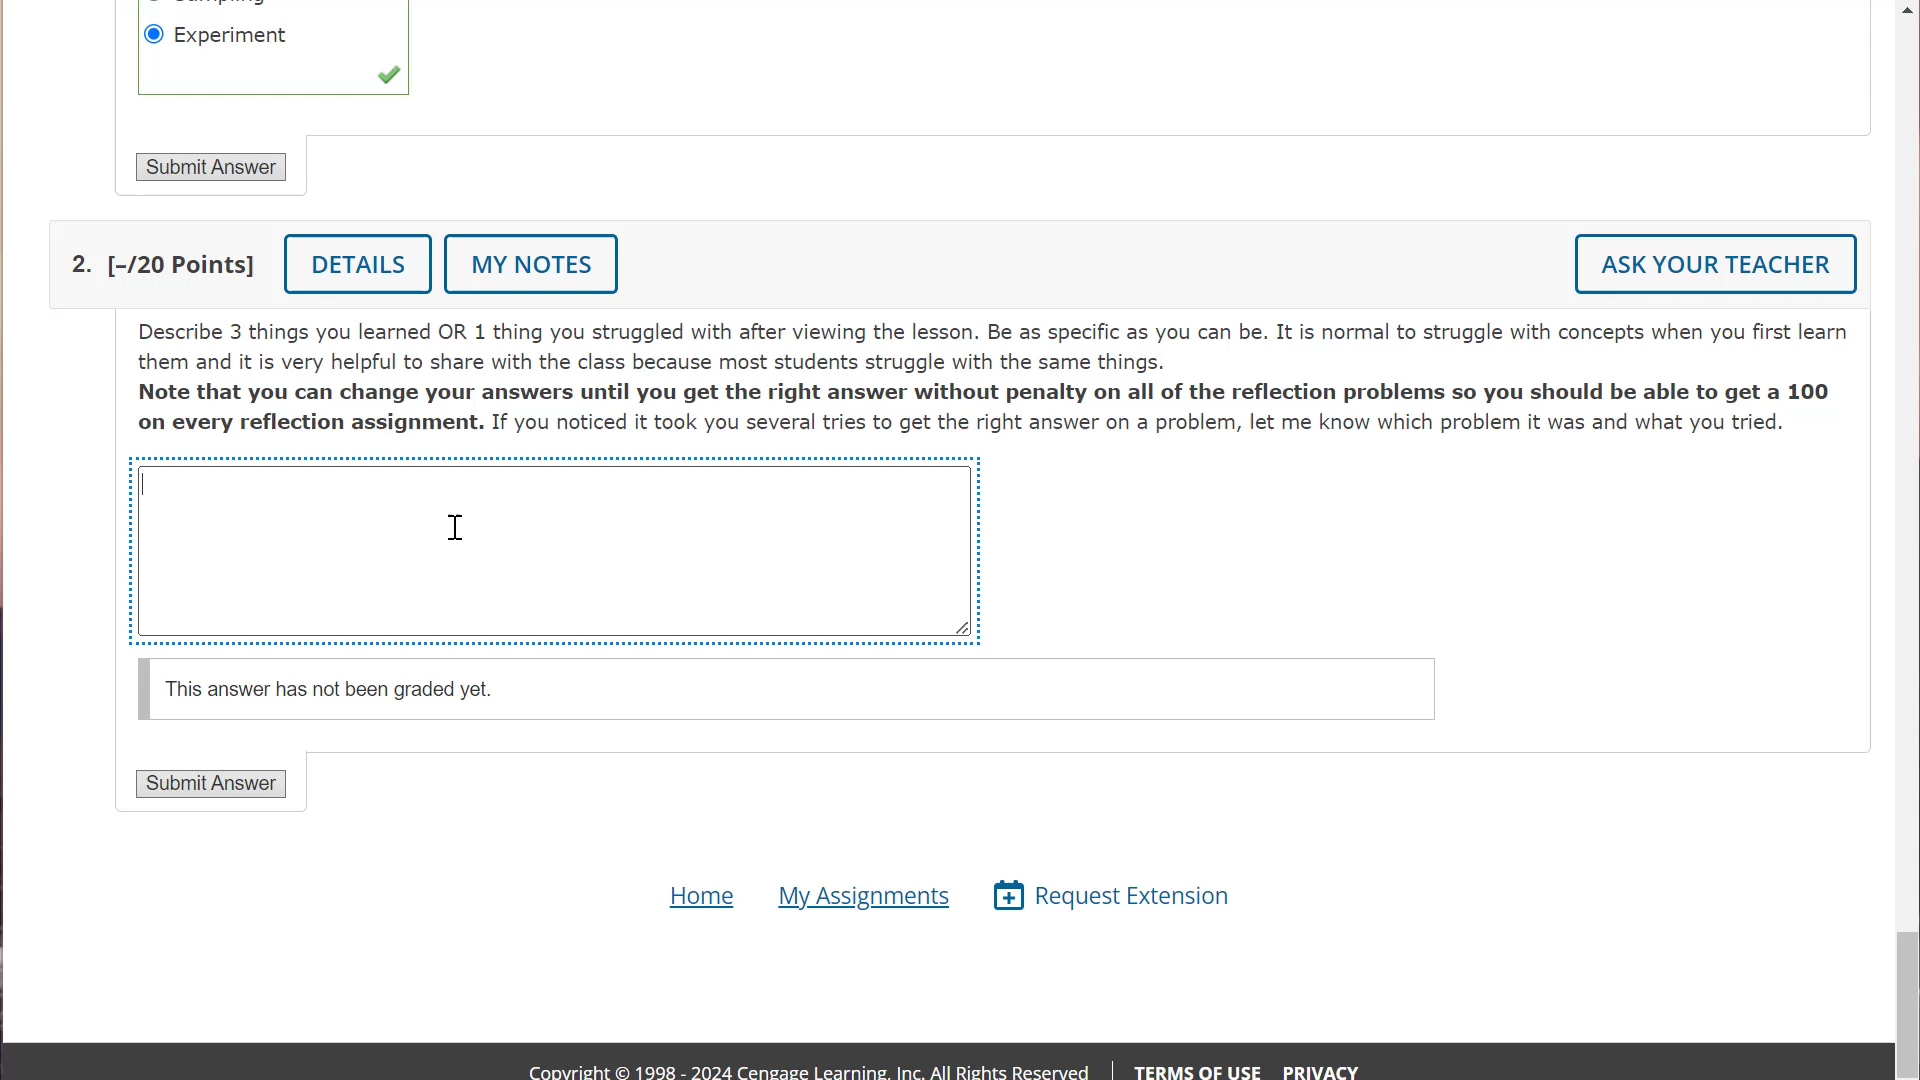 Experiment
Submit Answer
2. [–/20 Points] DETAILS MY NOTES ASK YOUR TEACHER
Describe 3 things you learned OR 1 thing you struggled with after viewing the lesson. Be as specific as you can be. It is normal to struggle with concepts when you first learn
them and it is very helpful to share with the class because most students struggle with the same things.
Note that you can change your answers until you get the right answer without penalty on all of the reflection problems so you should be able to get a 100
on every reflection assignment. If you noticed it took you several tries to get the right answer on a problem, let me know which problem it was and what you tried.
This answer has not been graded yet.
Submit Answer
Home My Assignments Request Extension
Copyright © 1998 - 2024 Cengage Learning, Inc. All Rights Reserved TERMS OF USE PRIVACY